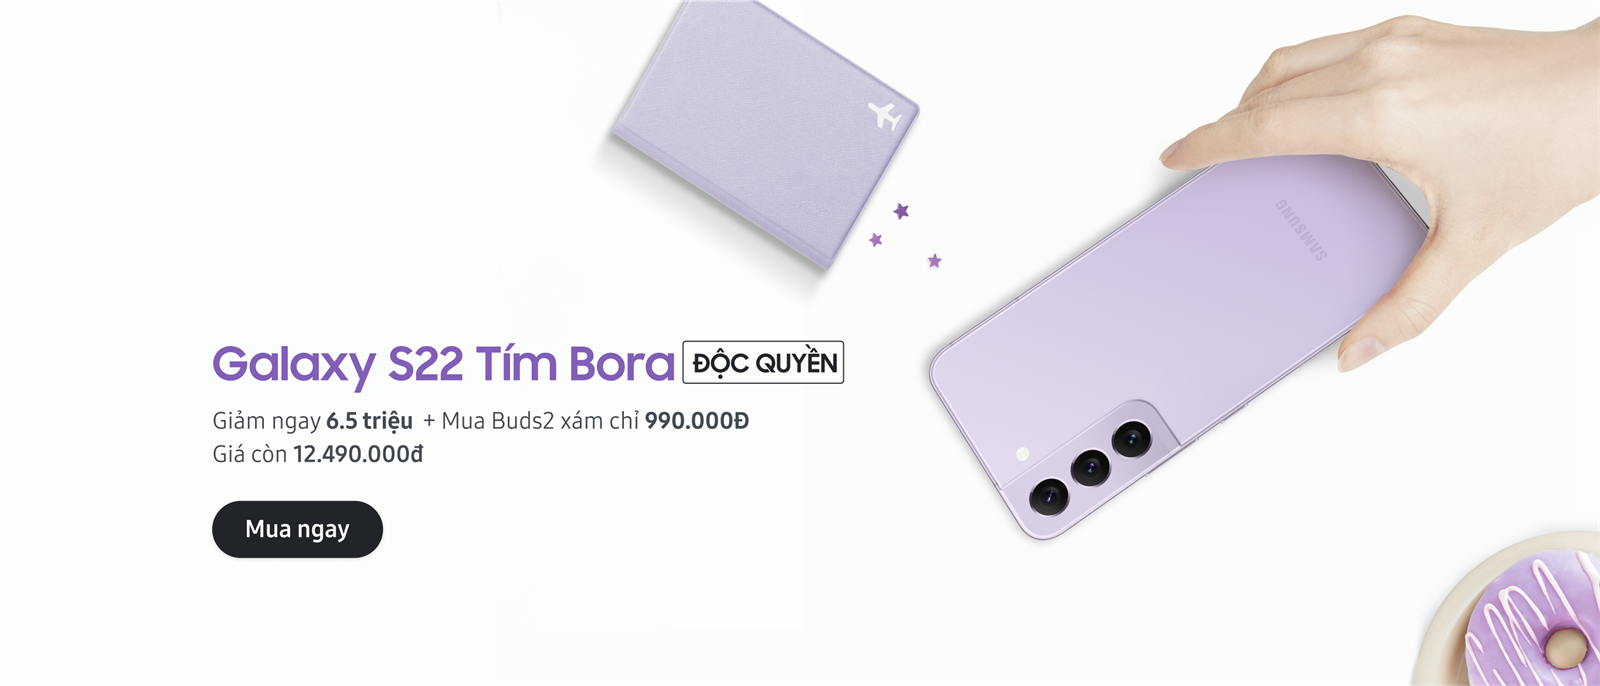 SAMSUNG
Galaxy S22 Tím Bora ĐỘC QUYỀN
Giảm ngay 6.5 triệu + Mua Buds2 xám chỉ 990.000Đ
Giá còn 12.490.000đ
Mua ngay